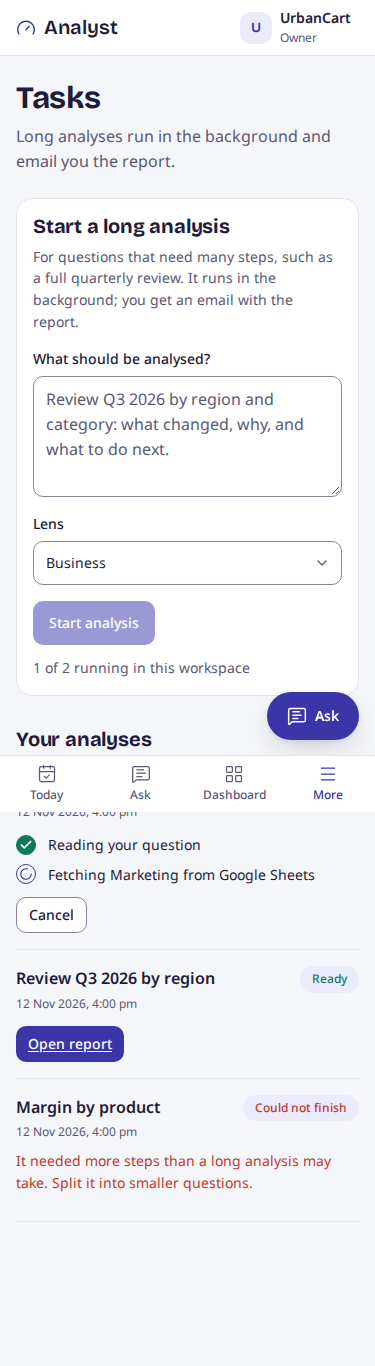 Analyst
U
UrbanCart
Owner
Tasks
Long analyses run in the background and
email you the report.
Start a long analysis
For questions that need many steps, such as
a full quarterly review. It runs in the
background; you get an email with the
report.
What should be analysed?
Review Q3 2026 by region and
category: what changed, why, and
what to do next.
Lens
Business
Start analysis
1 of 2 running in this workspace
Ask
Your analyses
Today
Ask
Dashboard
More
12 Nov 2026, 4:00 pm
Reading your question
Fetching Marketing from Google Sheets
Cancel
Review Q3 2026 by region
Ready
12 Nov 2026, 4:00 pm
Open report
Margin by product
Could not finish
12 Nov 2026, 4:00 pm
It needed more steps than a long analysis may
take. Split it into smaller questions.